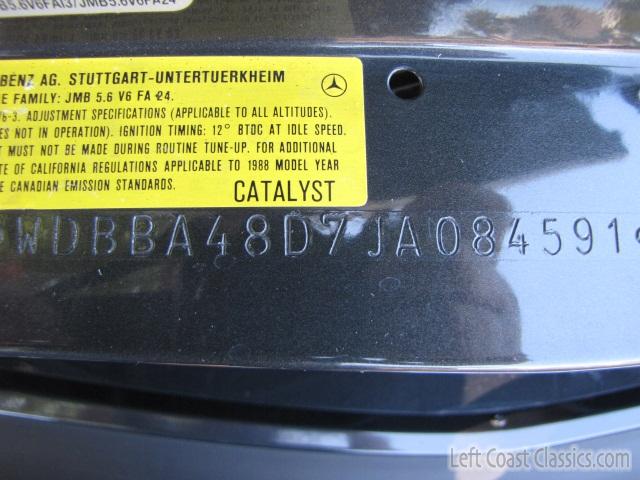 B5.6V6FA13/JMB5.6V6FA24
BENZ AG. STUTTGART-UNTERTUERKHEIM
E FAMILY: JMB 5.6 V6 FA 24.
76-3. ADJUSTMENT SPECIFICATIONS (APPLICABLE TO ALL ALTITUDES).
ES NOT IN OPERATION). IGNITION TIMING: 12° BTDC AT IDLE SPEED.
T MUST NOT BE MADE DURING ROUTINE TUNE-UP. FOR ADDITIONAL
TE OF CALIFORNIA REGULATIONS APPLICABLE TO 1988 MODEL YEAR
E CANADIAN EMISSION STANDARDS.
CATALYST
WDBBA48D7JA084591
Left Coast Classics.com